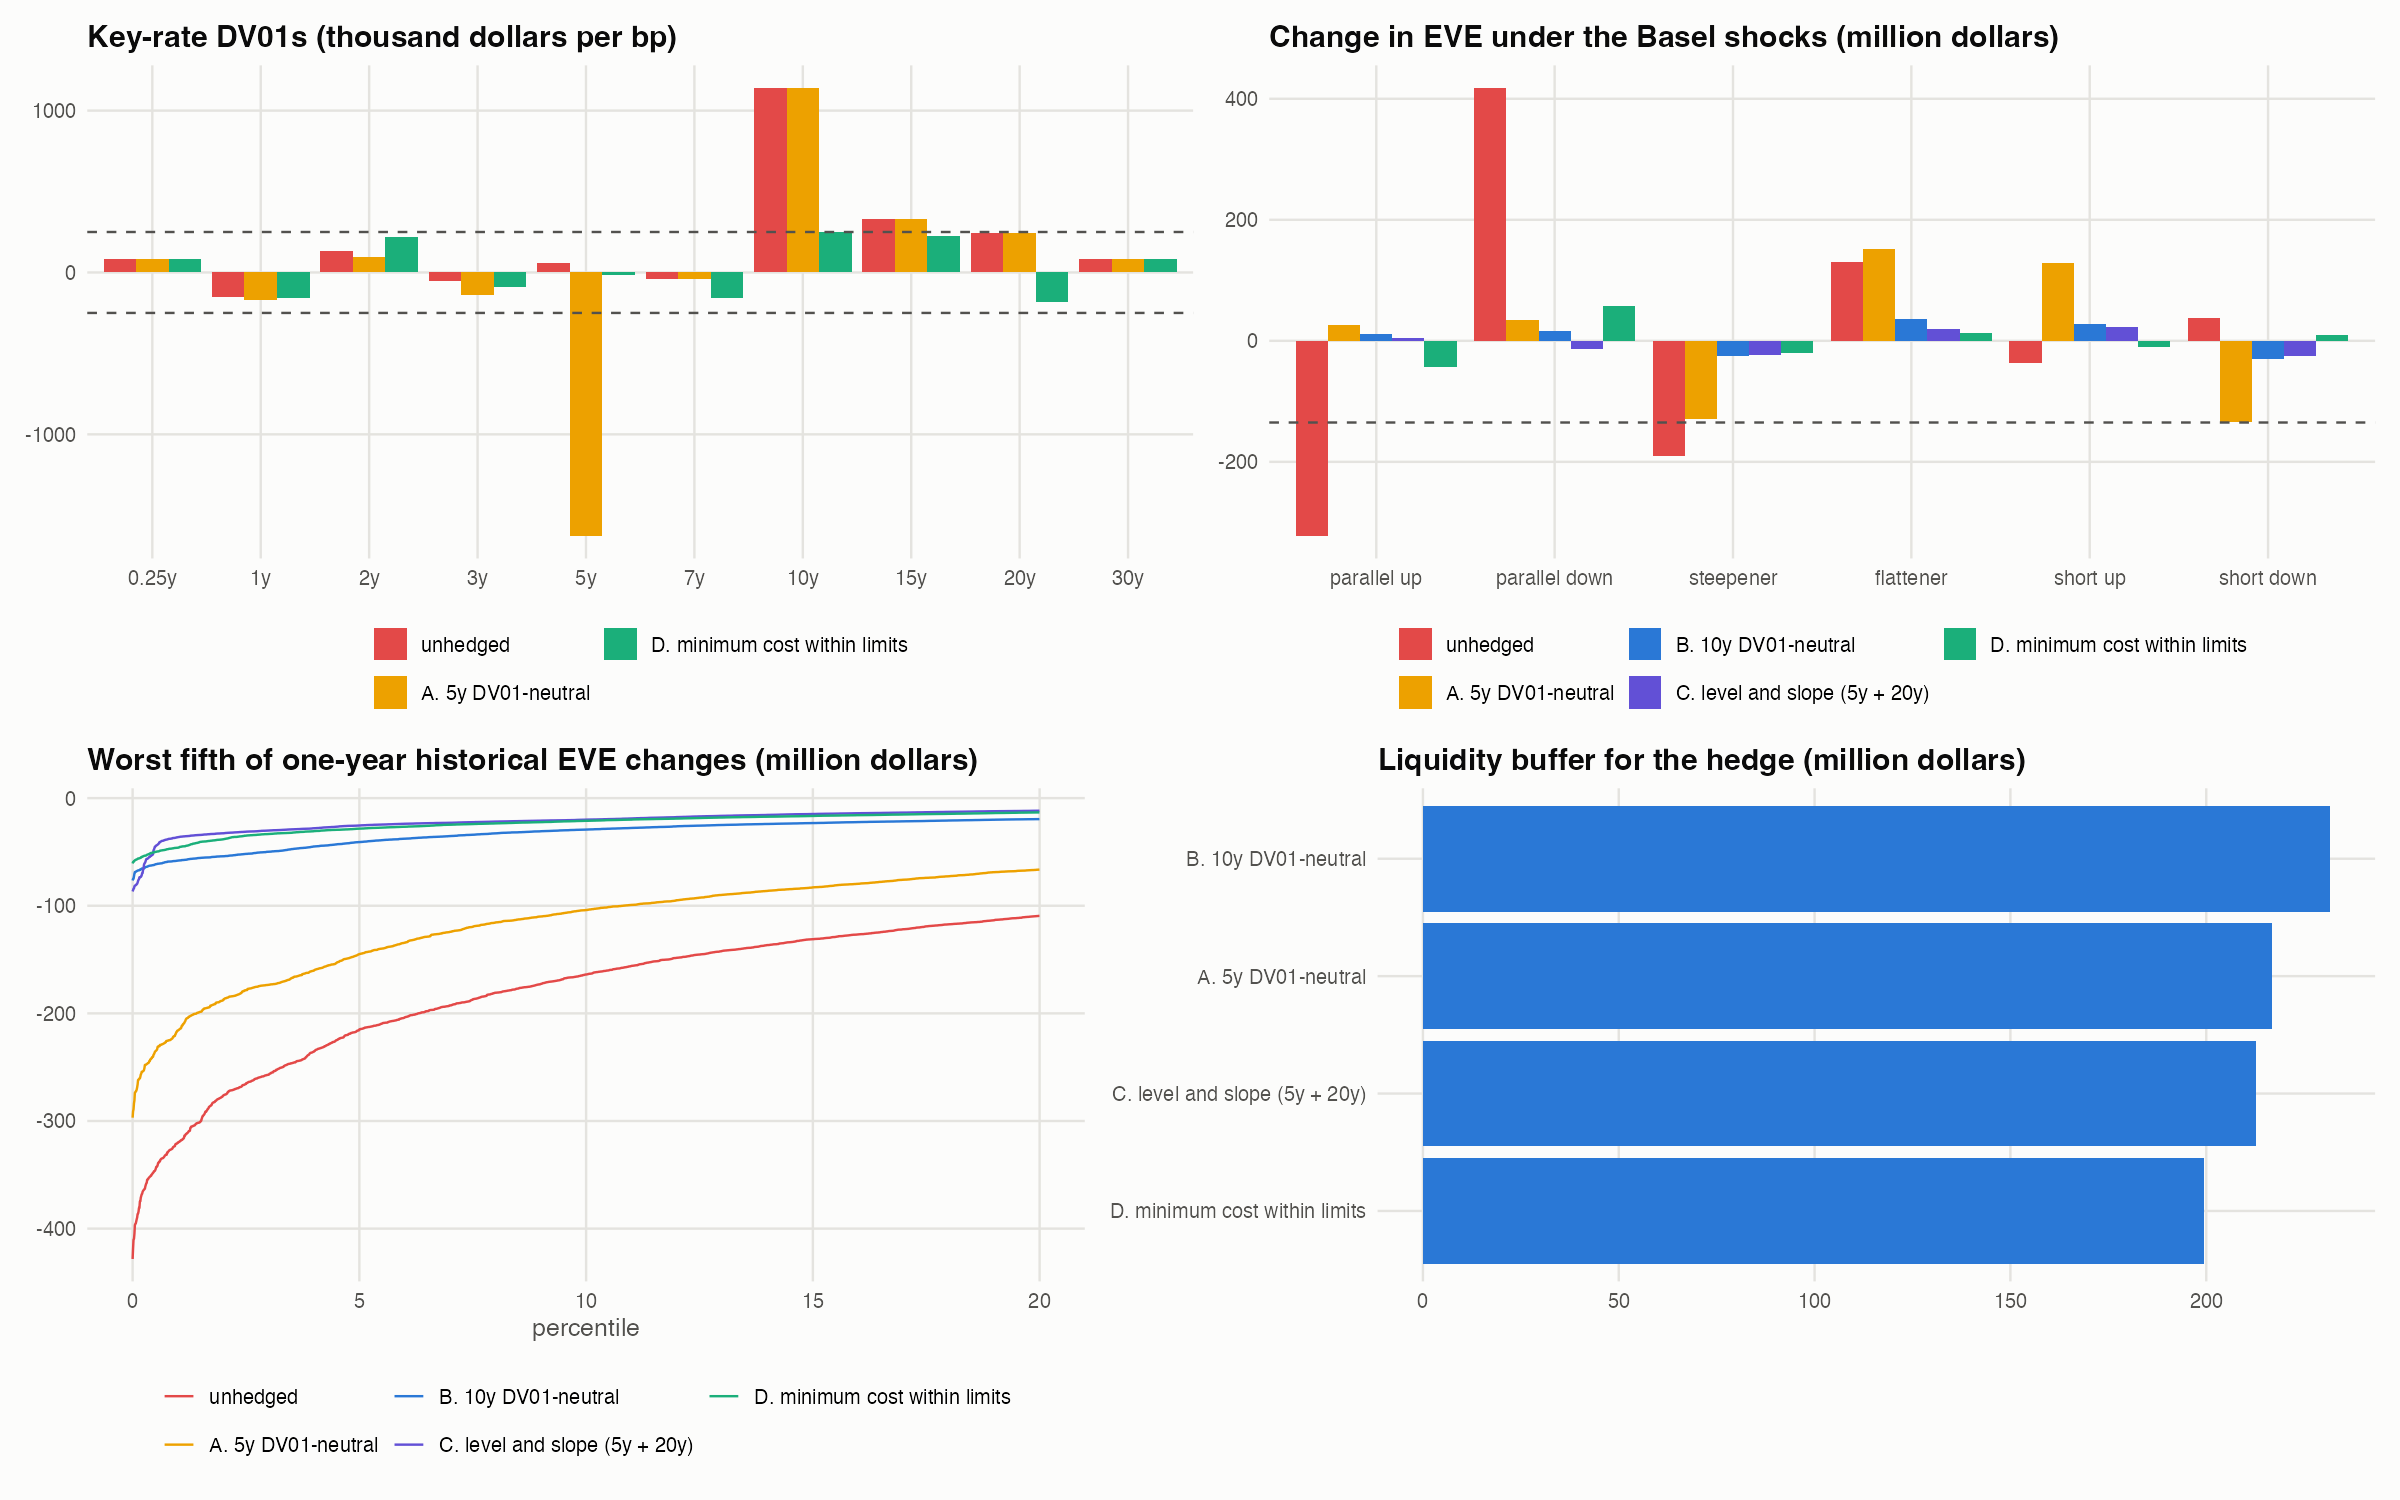 Key-rate DV01s (thousand dollars per bp)
1000
0
-1000
0.25y 1y 2y 3y 5y 7y 10y 15y 20y 30y
unhedged D. minimum cost within limits
A. 5y DV01-neutral
Change in EVE under the Basel shocks (million dollars)
400
200
0
-200
parallel up parallel down steepener flattener short up short down
unhedged B. 10y DV01-neutral D. minimum cost within limits
A. 5y DV01-neutral C. level and slope (5y + 20y)
Worst fifth of one-year historical EVE changes (million dollars)
0
-100
-200
-300
-400
0 5 10 15 20
percentile
unhedged B. 10y DV01-neutral D. minimum cost within limits
A. 5y DV01-neutral C. level and slope (5y + 20y)
Liquidity buffer for the hedge (million dollars)
B. 10y DV01-neutral
A. 5y DV01-neutral
C. level and slope (5y + 20y)
D. minimum cost within limits
0 50 100 150 200